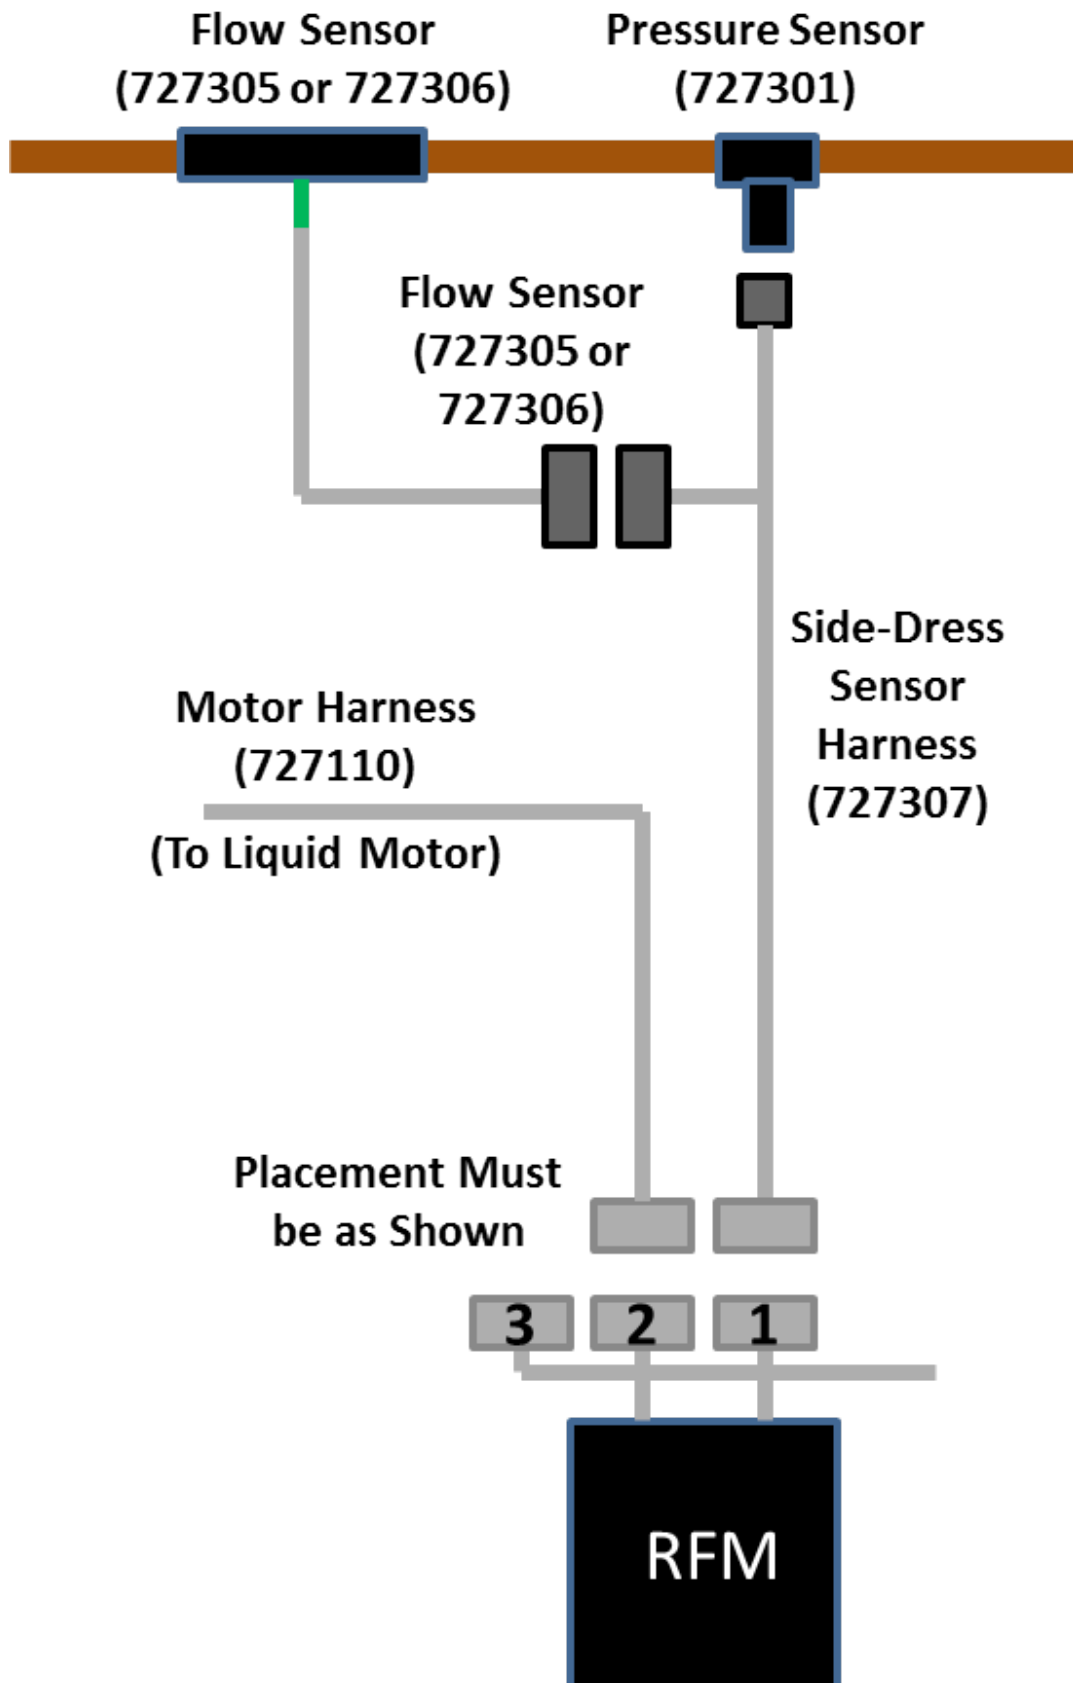 Flow Sensor
(727305 or 727306)
Pressure Sensor
(727301)
Flow Sensor
(727305 or
727306)
Side-Dress
Sensor
Harness
(727307)
Motor Harness
(727110)
(To Liquid Motor)
Placement Must
be as Shown
3 2 1
RFM